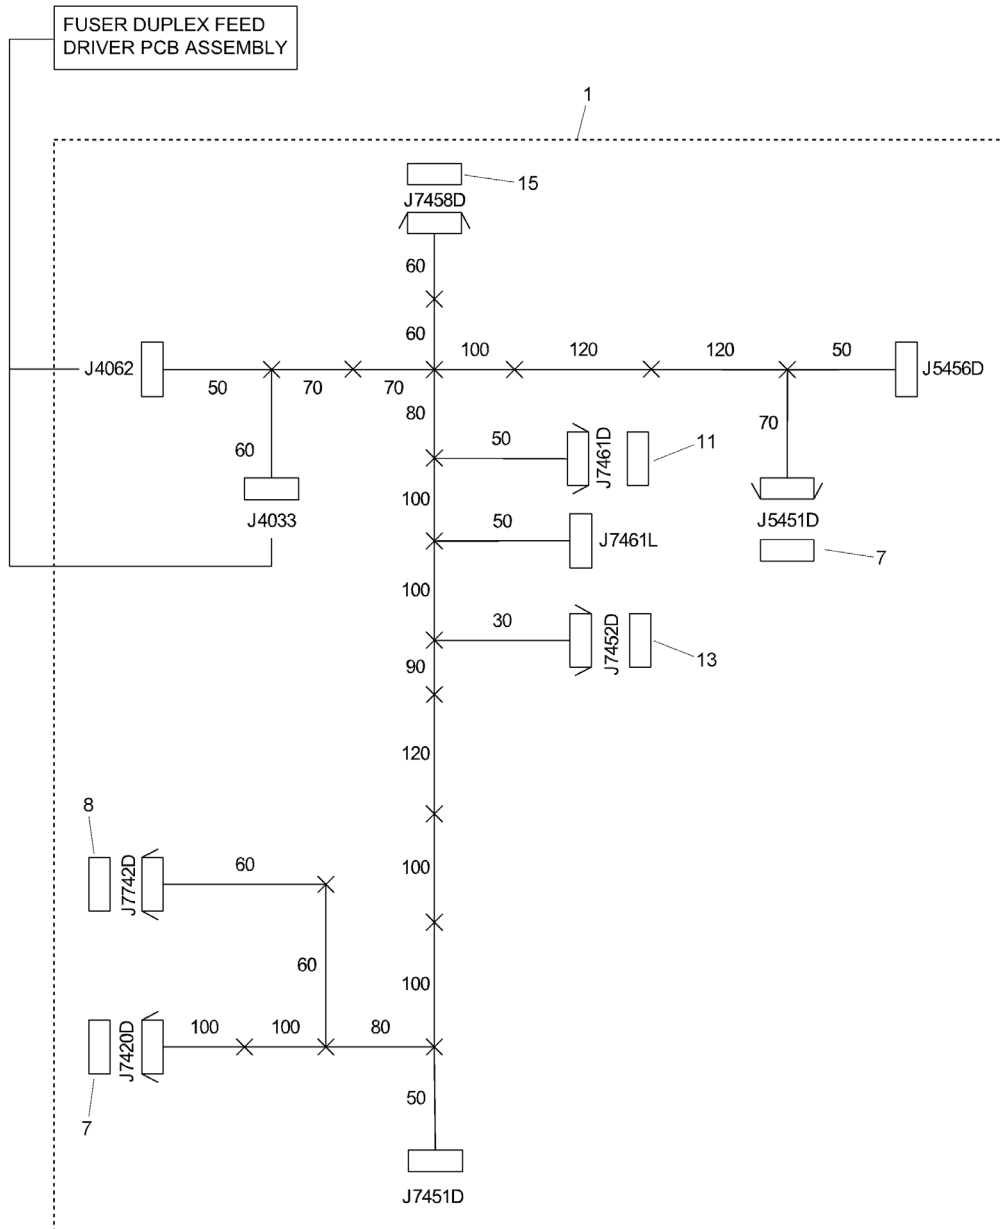 FUSER DUPLEX FEED
DRIVER PCB ASSEMBLY
1
15
J7458D
60
60
100
120
120
50
J4062
J5456D
50
70
70
80
70
60
50
J7461D
11
100
J4033
50
J7461L
J5451D
7
100
30
J7452D
13
90
120
8
J7742D
60
100
60
100
J7420D
100
100
80
7
50
J7451D